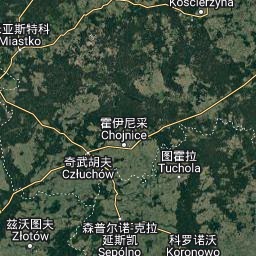 Kościerzyna
亚斯特科
Miastko
霍伊尼采
Chojnice
奇武胡夫
Człuchów
图霍拉
Tuchola
兹沃图夫
Złotów
森普尔诺-克拉
延斯凯
Sępólno
科罗诺沃
Koronowo